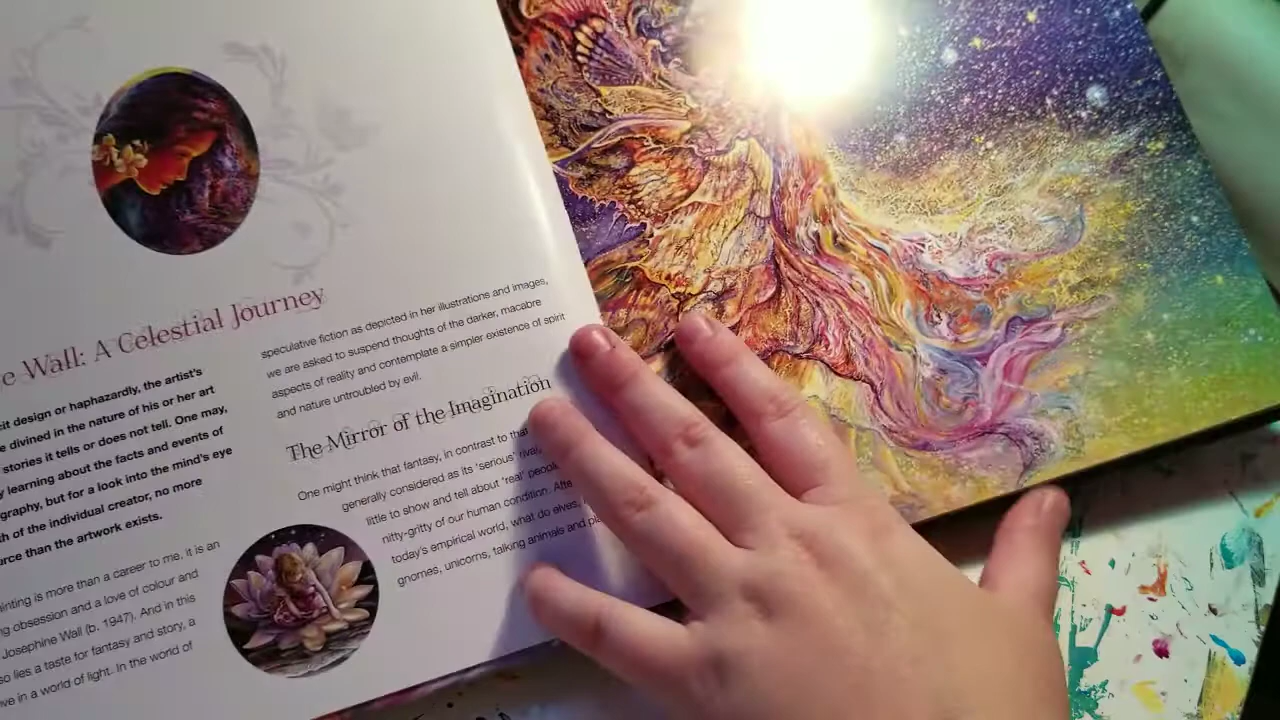 e Wall: A Celestial Journey
cit design or haphazardly, the artist's
e divined in the nature of his or her art
stories it tells or does not tell. One may,
y learning about the facts and events of
graphy, but for a look into the mind's eye
th of the individual creator, no more
urce than the artwork exists.
inting is more than a career to me, it is an
ng obsession and a love of colour and
Josephine Wall (b. 1947). And in this
so lies a taste for fantasy and story, a
ve in a world of light. In the world of
speculative fiction as depicted in her illustrations and images,
we are asked to suspend thoughts of the darker, macabre
aspects of reality and contemplate a simpler existence of spirit
and nature untroubled by evil.
The Mirror of the Imagination
One might think that fantasy, in contrast to that
generally considered as its 'serious' rival,
little to show and tell about 'real' people
nitty-gritty of our human condition. Afte
today's empirical world, what do elves,
gnomes, unicorns, talking animals and pl